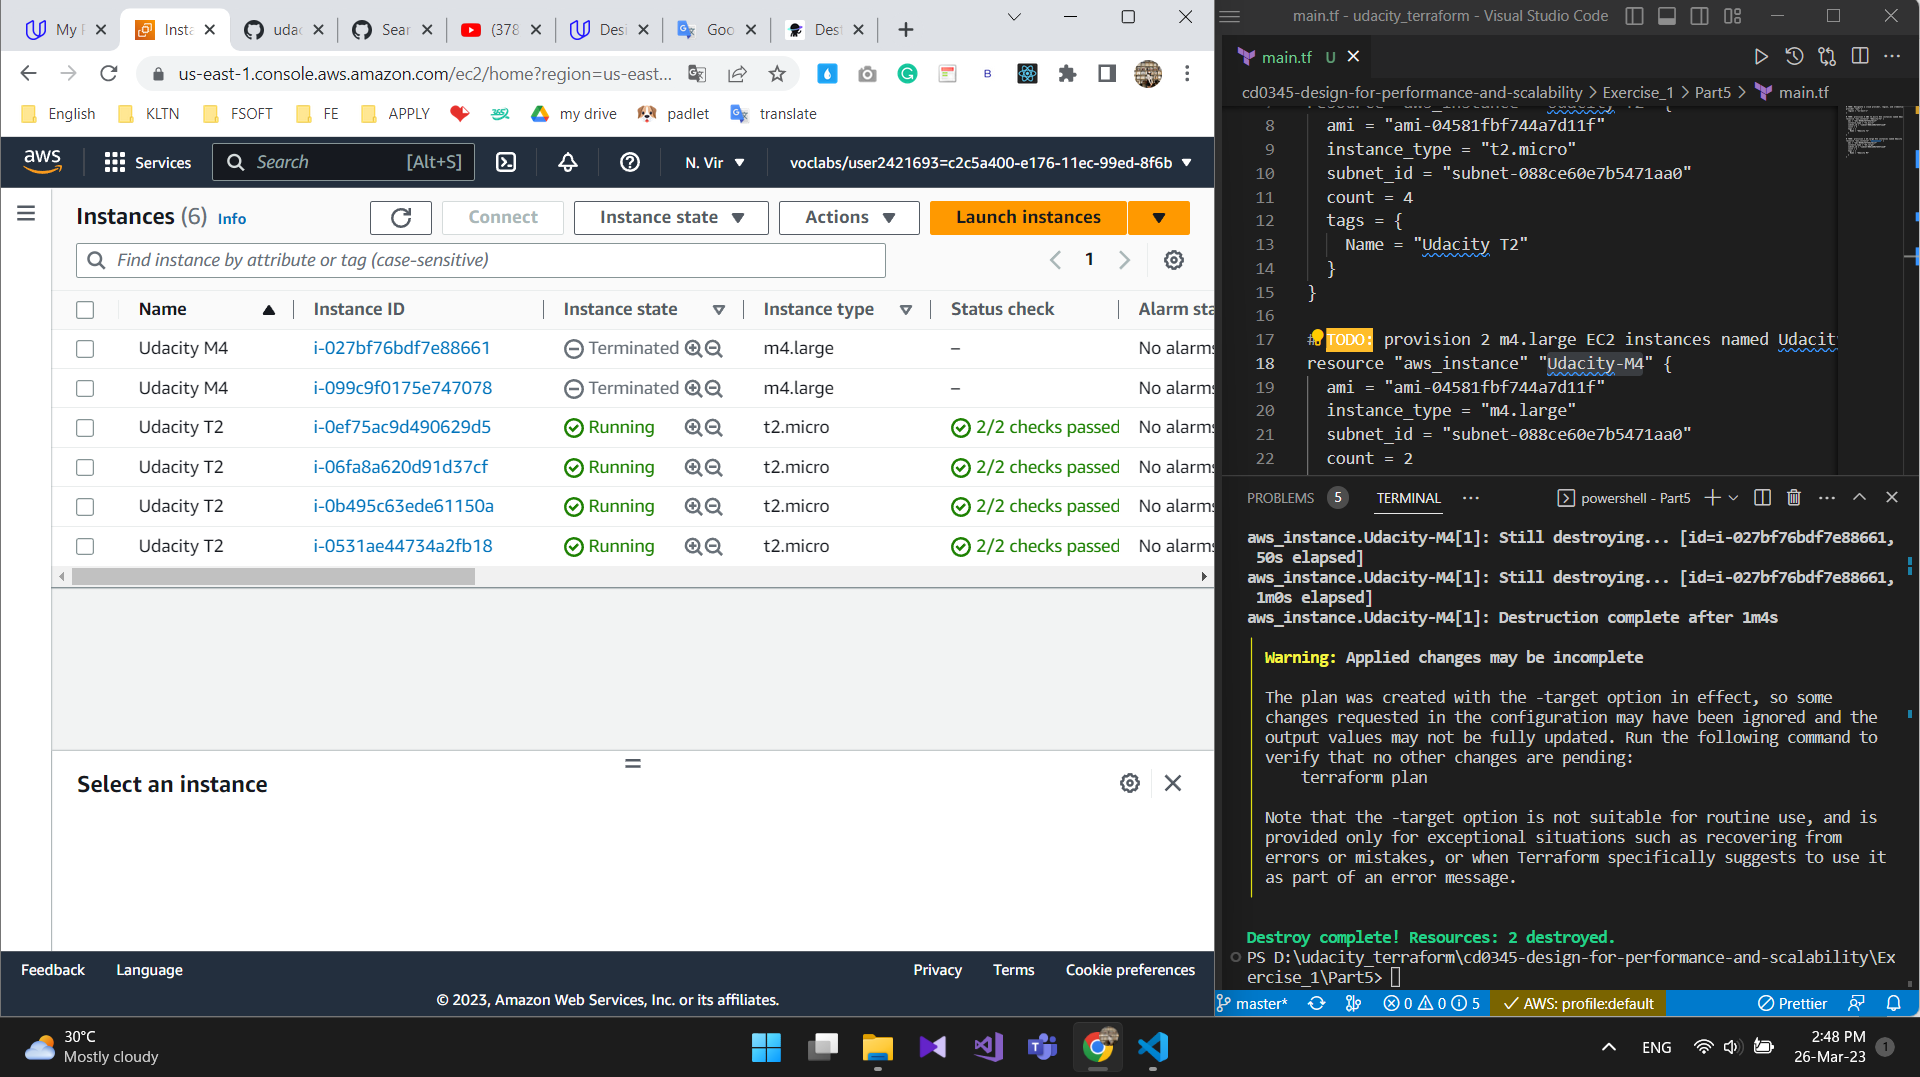 My
Insta
udac
Sear
(378
Desi
Goo
Dest
us-east-1.console.aws.amazon.com/ec2/home?region=us-east...
English
KLTN
FSOFT
FE
APPLY
my drive
padlet
translate
aws
Services
Search
[Alt+S]
N. Vir
voclabs/user2421693=c2c5a400-e176-11ec-99ed-8f6b
Instances (6) Info
Connect
Instance state
Actions
Launch instances
Find instance by attribute or tag (case-sensitive)
1
Name Instance ID Instance state Instance type Status check Alarm sta
Udacity M4 i-027bf76bdf7e88661 Terminated m4.large – No alarms
Udacity M4 i-099c9f0175e747078 Terminated m4.large – No alarms
Udacity T2 i-0ef75ac9d490629d5 Running t2.micro 2/2 checks passed No alarms
Udacity T2 i-06fa8a620d91d37cf Running t2.micro 2/2 checks passed No alarms
Udacity T2 i-0b495c63ede61150a Running t2.micro 2/2 checks passed No alarms
Udacity T2 i-0531ae44734a2fb18 Running t2.micro 2/2 checks passed No alarms
Select an instance
Feedback Language Privacy Terms Cookie preferences
© 2023, Amazon Web Services, Inc. or its affiliates.
main.tf - udacity_terraform - Visual Studio Code
main.tf U
cd0345-design-for-performance-and-scalability > Exercise_1 > Part5 > main.tf
8 ami = "ami-04581fbf744a7d11f"
9 instance_type = "t2.micro"
10 subnet_id = "subnet-088ce60e7b5471aa0"
11 count = 4
12 tags = {
13 Name = "Udacity T2"
14 }
15 }
16
17 # TODO: provision 2 m4.large EC2 instances named Udacit
18 resource "aws_instance" "Udacity-M4" {
19 ami = "ami-04581fbf744a7d11f"
20 instance_type = "m4.large"
21 subnet_id = "subnet-088ce60e7b5471aa0"
22 count = 2
PROBLEMS 5 TERMINAL ... powershell - Part5
aws_instance.Udacity-M4[1]: Still destroying... [id=i-027bf76bdf7e88661,
50s elapsed]
aws_instance.Udacity-M4[1]: Still destroying... [id=i-027bf76bdf7e88661,
1m0s elapsed]
aws_instance.Udacity-M4[1]: Destruction complete after 1m4s
Warning: Applied changes may be incomplete
The plan was created with the -target option in effect, so some
changes requested in the configuration may have been ignored and the
output values may not be fully updated. Run the following command to
verify that no other changes are pending:
terraform plan
Note that the -target option is not suitable for routine use, and is
provided only for exceptional situations such as recovering from
errors or mistakes, or when Terraform specifically suggests to use it
as part of an error message.
Destroy complete! Resources: 2 destroyed.
PS D:\udacity_terraform\cd0345-design-for-performance-and-scalability\Ex
ercise_1\Part5>
master* 0 0 5 AWS: profile:default Prettier
30°C
Mostly cloudy
ENG
2:48 PM
26-Mar-23
1